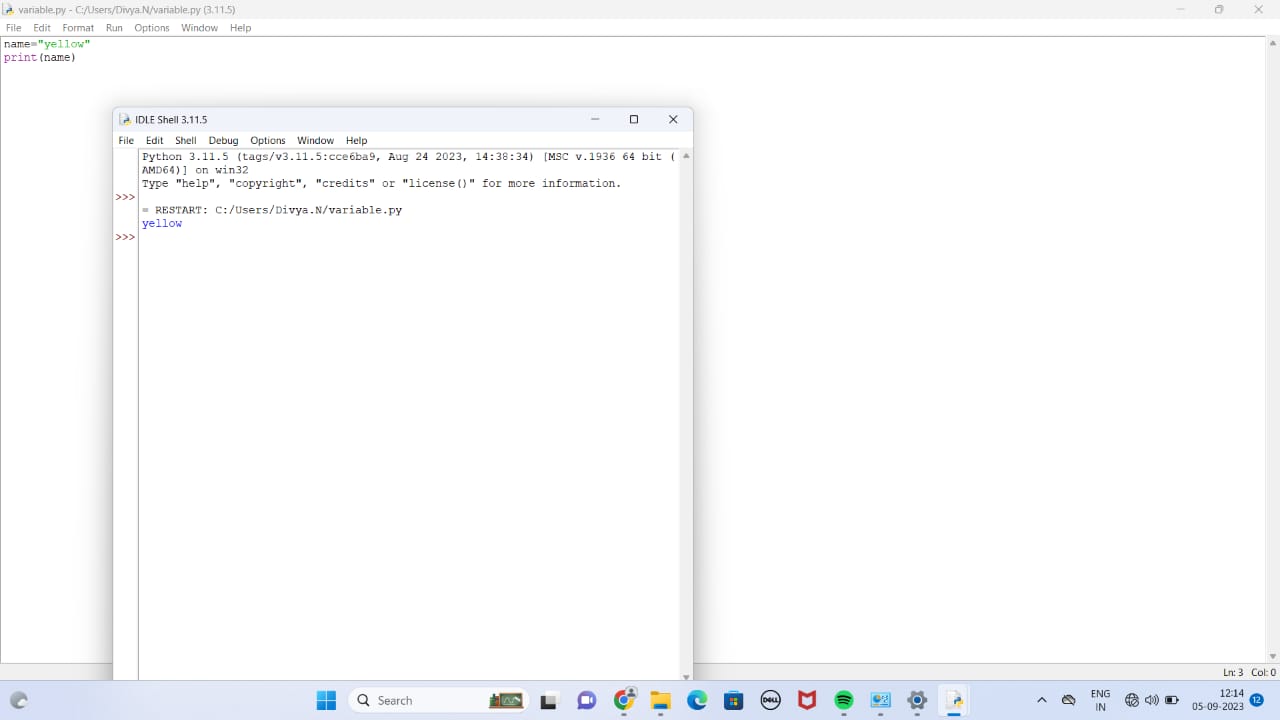 variable.py - C:/Users/Divya.N/variable.py (3.11.5)
File Edit Format Run Options Window Help
name="yellow"
print(name)
IDLE Shell 3.11.5
File Edit Shell Debug Options Window Help
Python 3.11.5 (tags/v3.11.5:cce6ba9, Aug 24 2023, 14:38:34) [MSC v.1936 64 bit (
AMD64)] on win32
Type "help", "copyright", "credits" or "license()" for more information.
>>>
= RESTART: C:/Users/Divya.N/variable.py
yellow
>>>
Ln: 3 Col: 0
Search
DELL
ENG
IN
12:14
05-09-2023
12